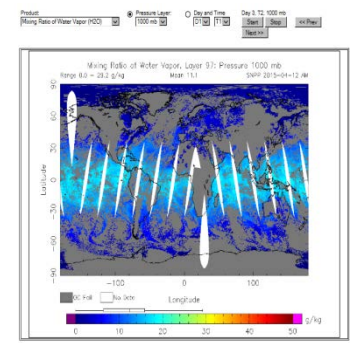 Product: Pressure Layer: Day and Time Day 3, T2, 1000 mb
Mixing Ratio of Water Vapor (H2O) 1000 mb D1 T1 Start Stop << Prev
Next >>
Mixing Ratio of Water Vapor, Layer 97: Pressure 1000 mb
Range 0.0 – 20.2 g/kg Mean 11.1 SNPP 2015-04-12 AM
90
60
30
0
−30
−60
−90
Latitude
−100 0 100
QC Fail No Data Longitude
0 10 20 30 40 50 g/kg